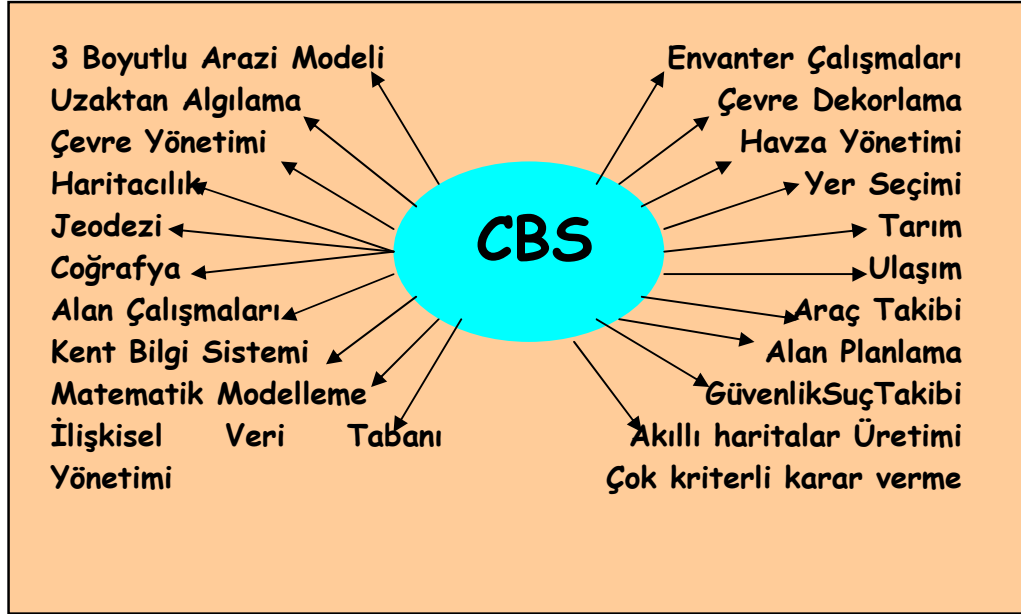 3 Boyutlu Arazi Modeli
Uzaktan Algılama
Çevre Yönetimi
Haritacılık
Jeodezi
Coğrafya
Alan Çalışmaları
Kent Bilgi Sistemi
Matematik Modelleme
İlişkisel Veri Tabanı
Yönetimi
CBS
Envanter Çalışmaları
Çevre Dekorlama
Havza Yönetimi
Yer Seçimi
Tarım
Ulaşım
Araç Takibi
Alan Planlama
GüvenlikSuçTakibi
Akıllı haritalar Üretimi
Çok kriterli karar verme